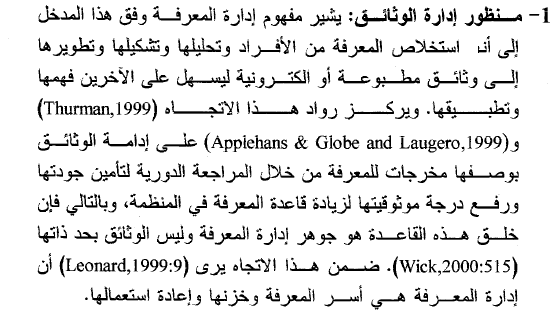 1- منظور إدارة الوثائق: يشير مفهوم إدارة المعرفة وفق هذا المدخل
إلى أنه استخلاص المعرفة من الأفراد وتحليلها وتشكيلها وتطويرها
إلى وثائق مطبوعة أو الكترونية ليسهل على الآخرين فهمها
وتطبيقها. ويركز رواد هذا الاتجاه (Thurman,1999)
و(Appiehans & Globe and Laugero,1999) على إدامة الوثائق
بوصفها مخرجات للمعرفة من خلال المراجعة الدورية لتأمين جودتها
ورفع درجة موثوقيتها لزيادة قاعدة المعرفة في المنظمة، وبالتالي فإن
خلق هذه القاعدة هو جوهر إدارة المعرفة وليس الوثائق بحد ذاتها
(Wick,2000:515). ضمن هذا الاتجاه يرى (Leonard,1999:9) أن
إدارة المعرفة هي أسر المعرفة وخزنها وإعادة استعمالها.